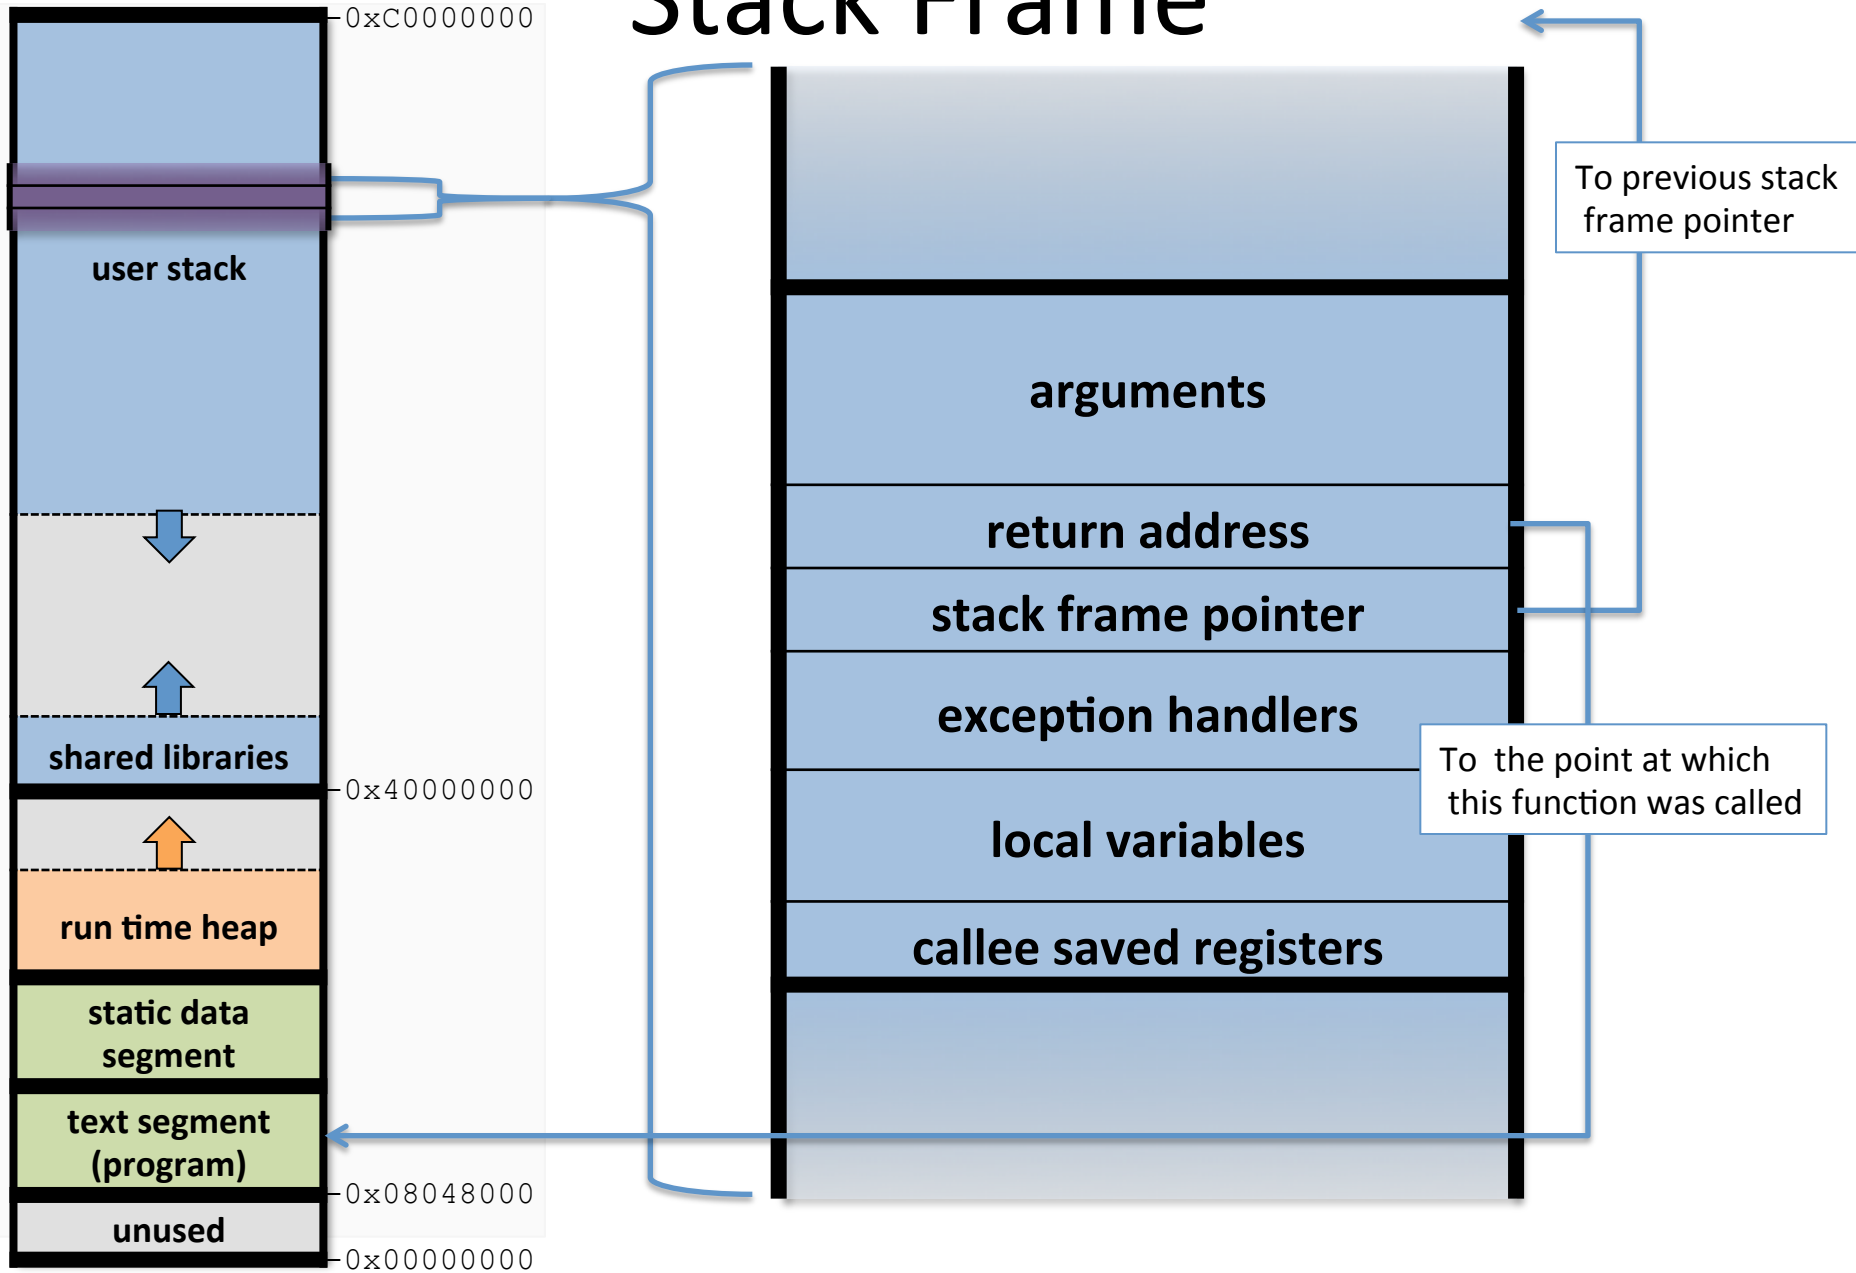 Stack Frame
0xC0000000
user stack
shared libraries
0x40000000
run time heap
static data
segment
text segment
(program)
0x08048000
unused
0x00000000
arguments
return address
stack frame pointer
exception handlers
local variables
callee saved registers
To previous stack
frame pointer
To the point at which
this function was called